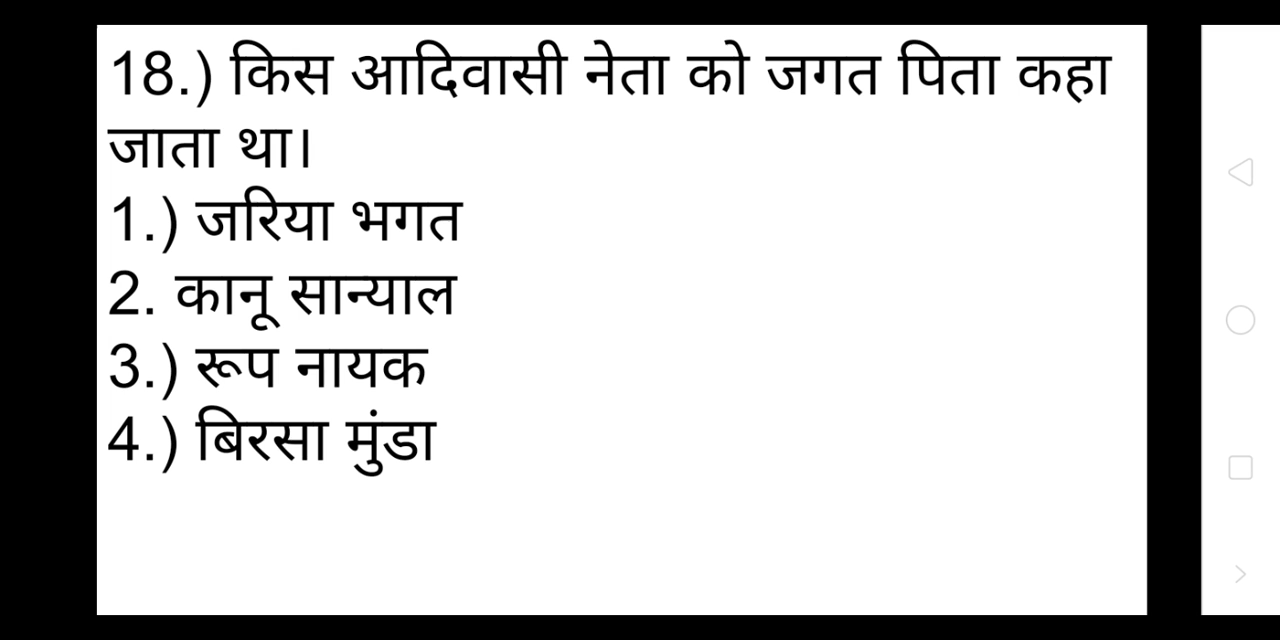 18.) किस आदिवासी नेता को जगत पिता कहा
जाता था।
1.) जरिया भगत
2. कानू सान्याल
3.) रूप नायक
4.) बिरसा मुंडा